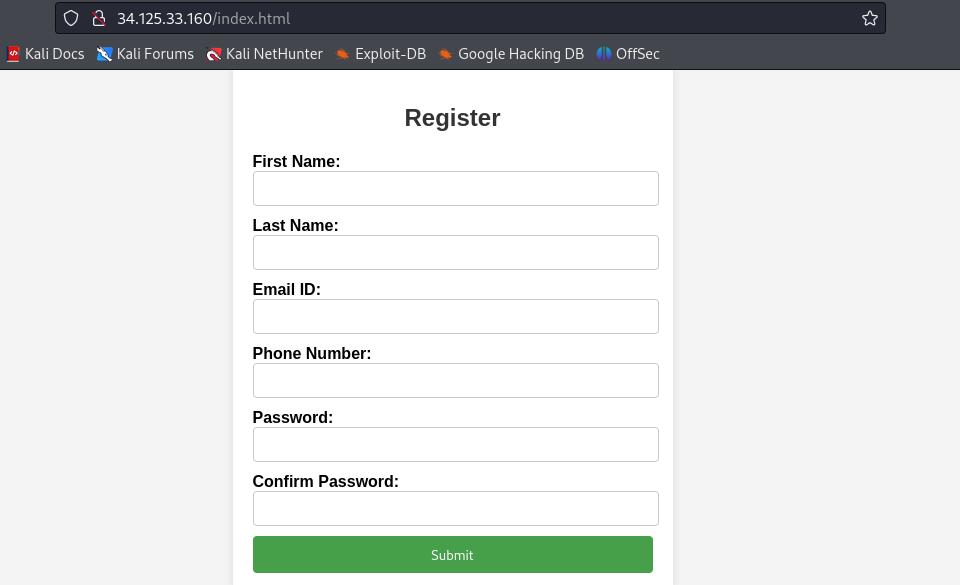 34.125.33.160/index.html
Kali Docs Kali Forums Kali NetHunter Exploit-DB Google Hacking DB OffSec
Register
First Name:
Last Name:
Email ID:
Phone Number:
Password:
Confirm Password:
Submit